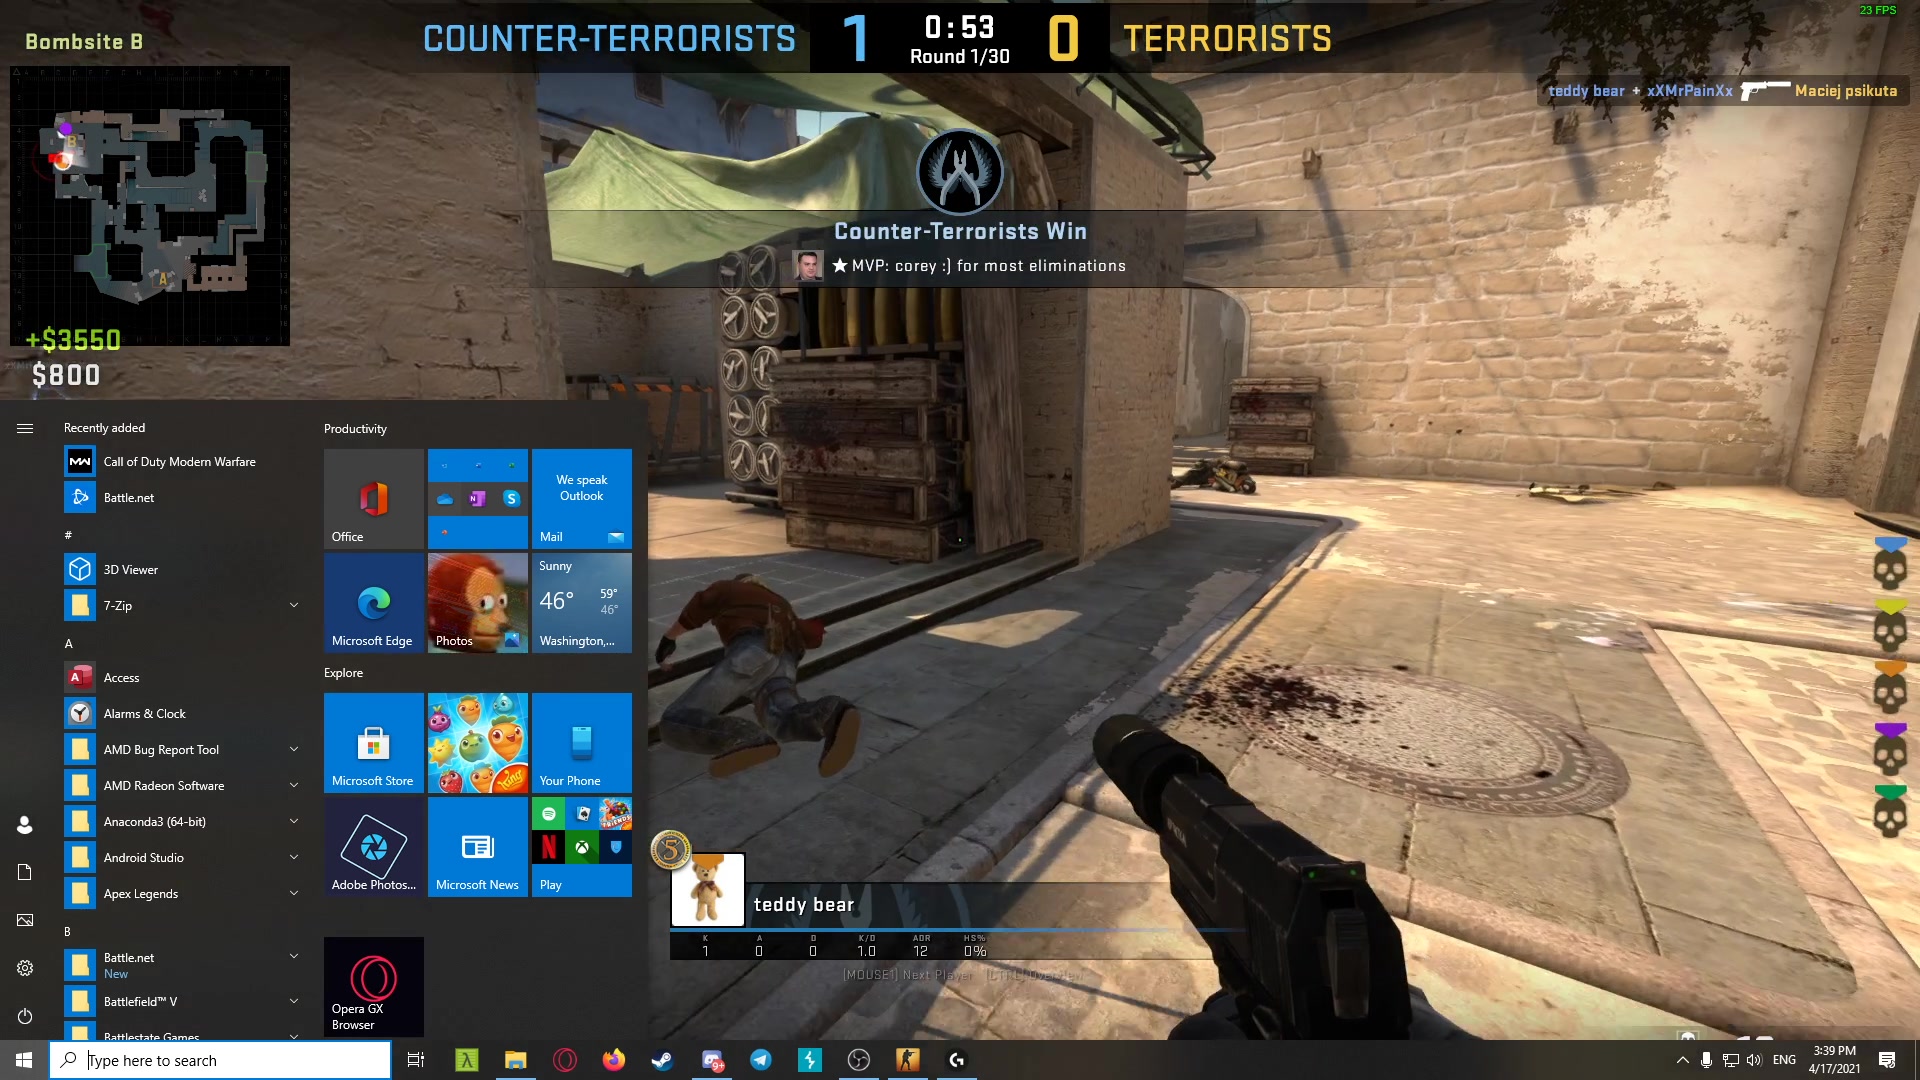 23 FPS
Bombsite B
COUNTER-TERRORISTS
1
0:53
Round 1/30
0
TERRORISTS
teddy bear + xXMrPainXx Maciej psikuta
B
A
Counter-Terrorists Win
★ MVP: corey :) for most eliminations
+$3550
$800
Recently added
Call of Duty Modern Warfare
Battle.net
#
3D Viewer
7-Zip
A
Access
Alarms & Clock
AMD Bug Report Tool
AMD Radeon Software
Anaconda3 (64-bit)
Android Studio
Apex Legends
B
Battle.net
New
Battlefield™ V
Battlestate Games
Productivity
Office
We speak
Outlook
Mail
Microsoft Edge
Photos
Sunny
46°
59°
46°
Washington,...
Explore
Microsoft Store
King
Your Phone
Adobe Photos...
Microsoft News
Play
Opera GX
Browser
5
teddy bear
K A D K/D ADR HS%
1 0 0 1.0 12 0%
[MOUSE1] Next Player
Type here to search
9+
ENG
3:39 PM
4/17/2021